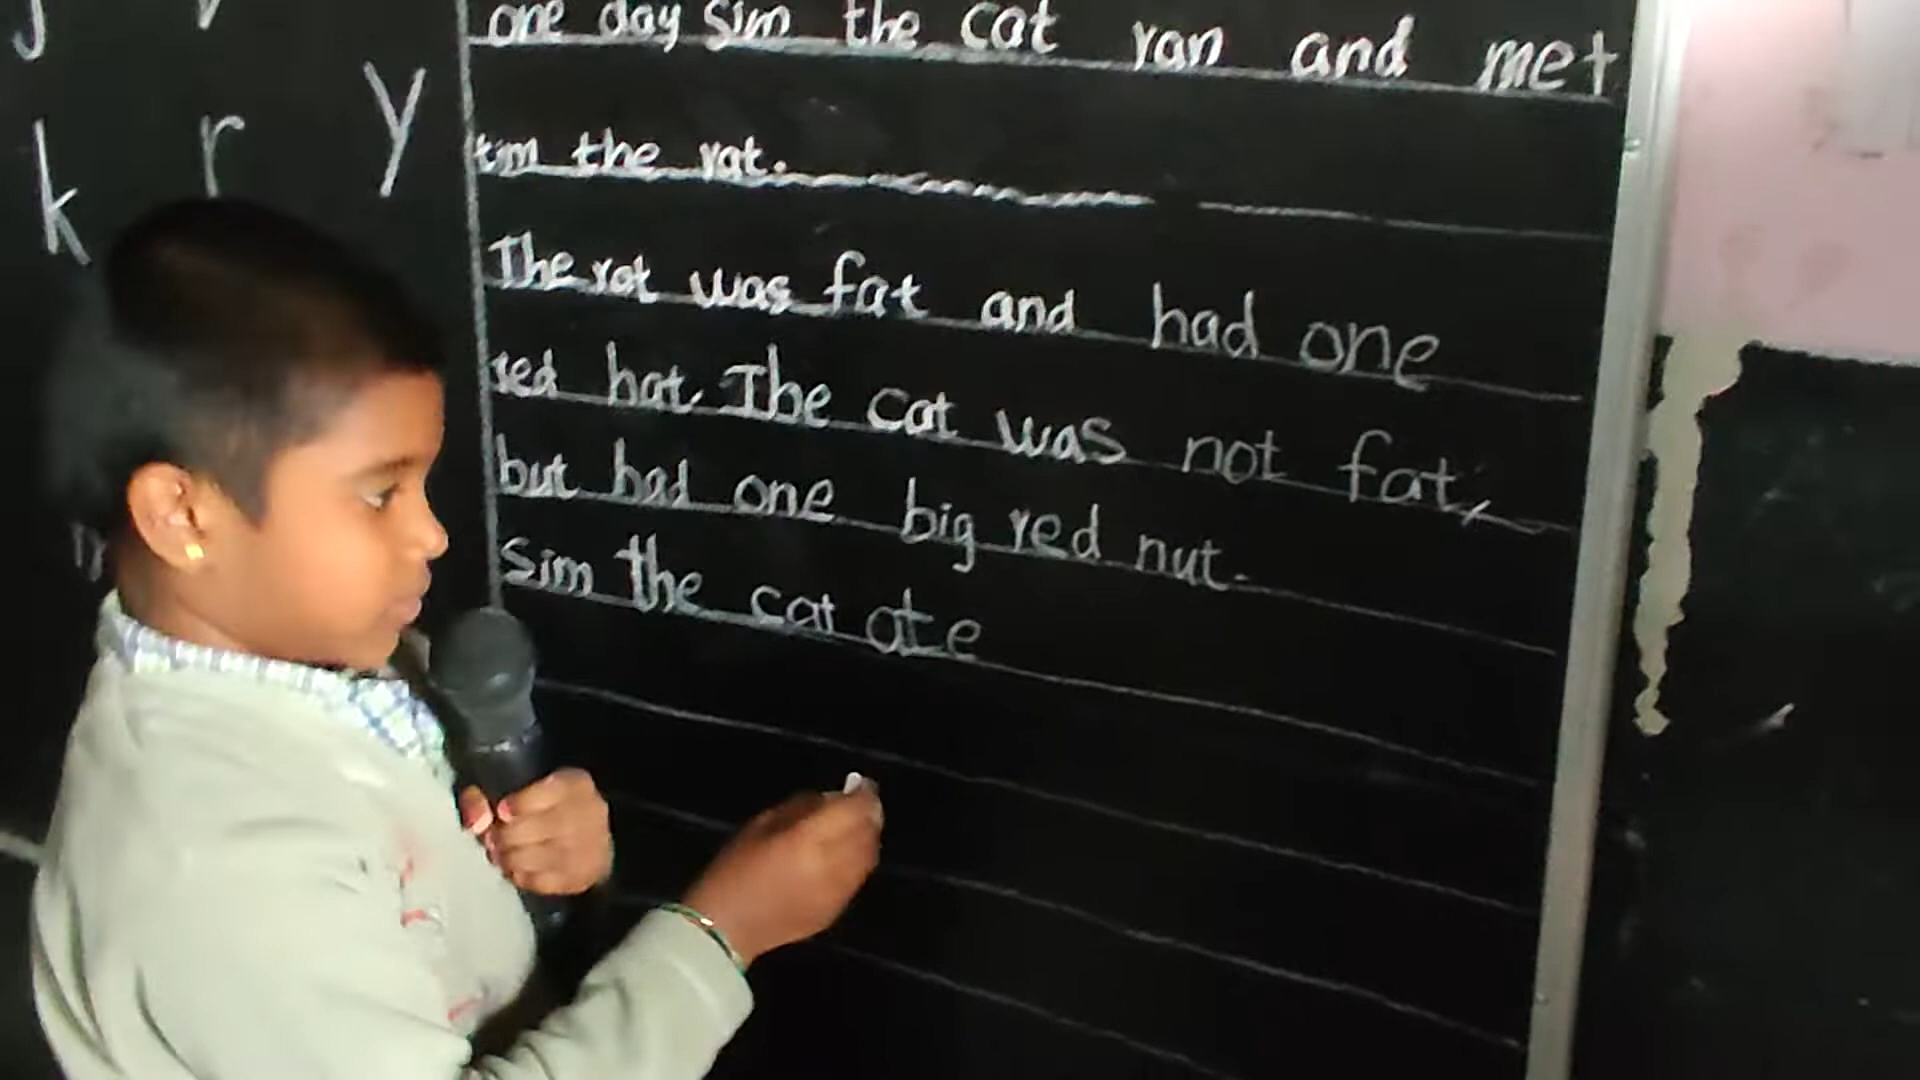 j v
k r y
one day Sim the cat ran and met
tim the rat.
The rat was fat and had one
red hat. The cat was not fat,
but had one big red nut.
Sim the cat ate